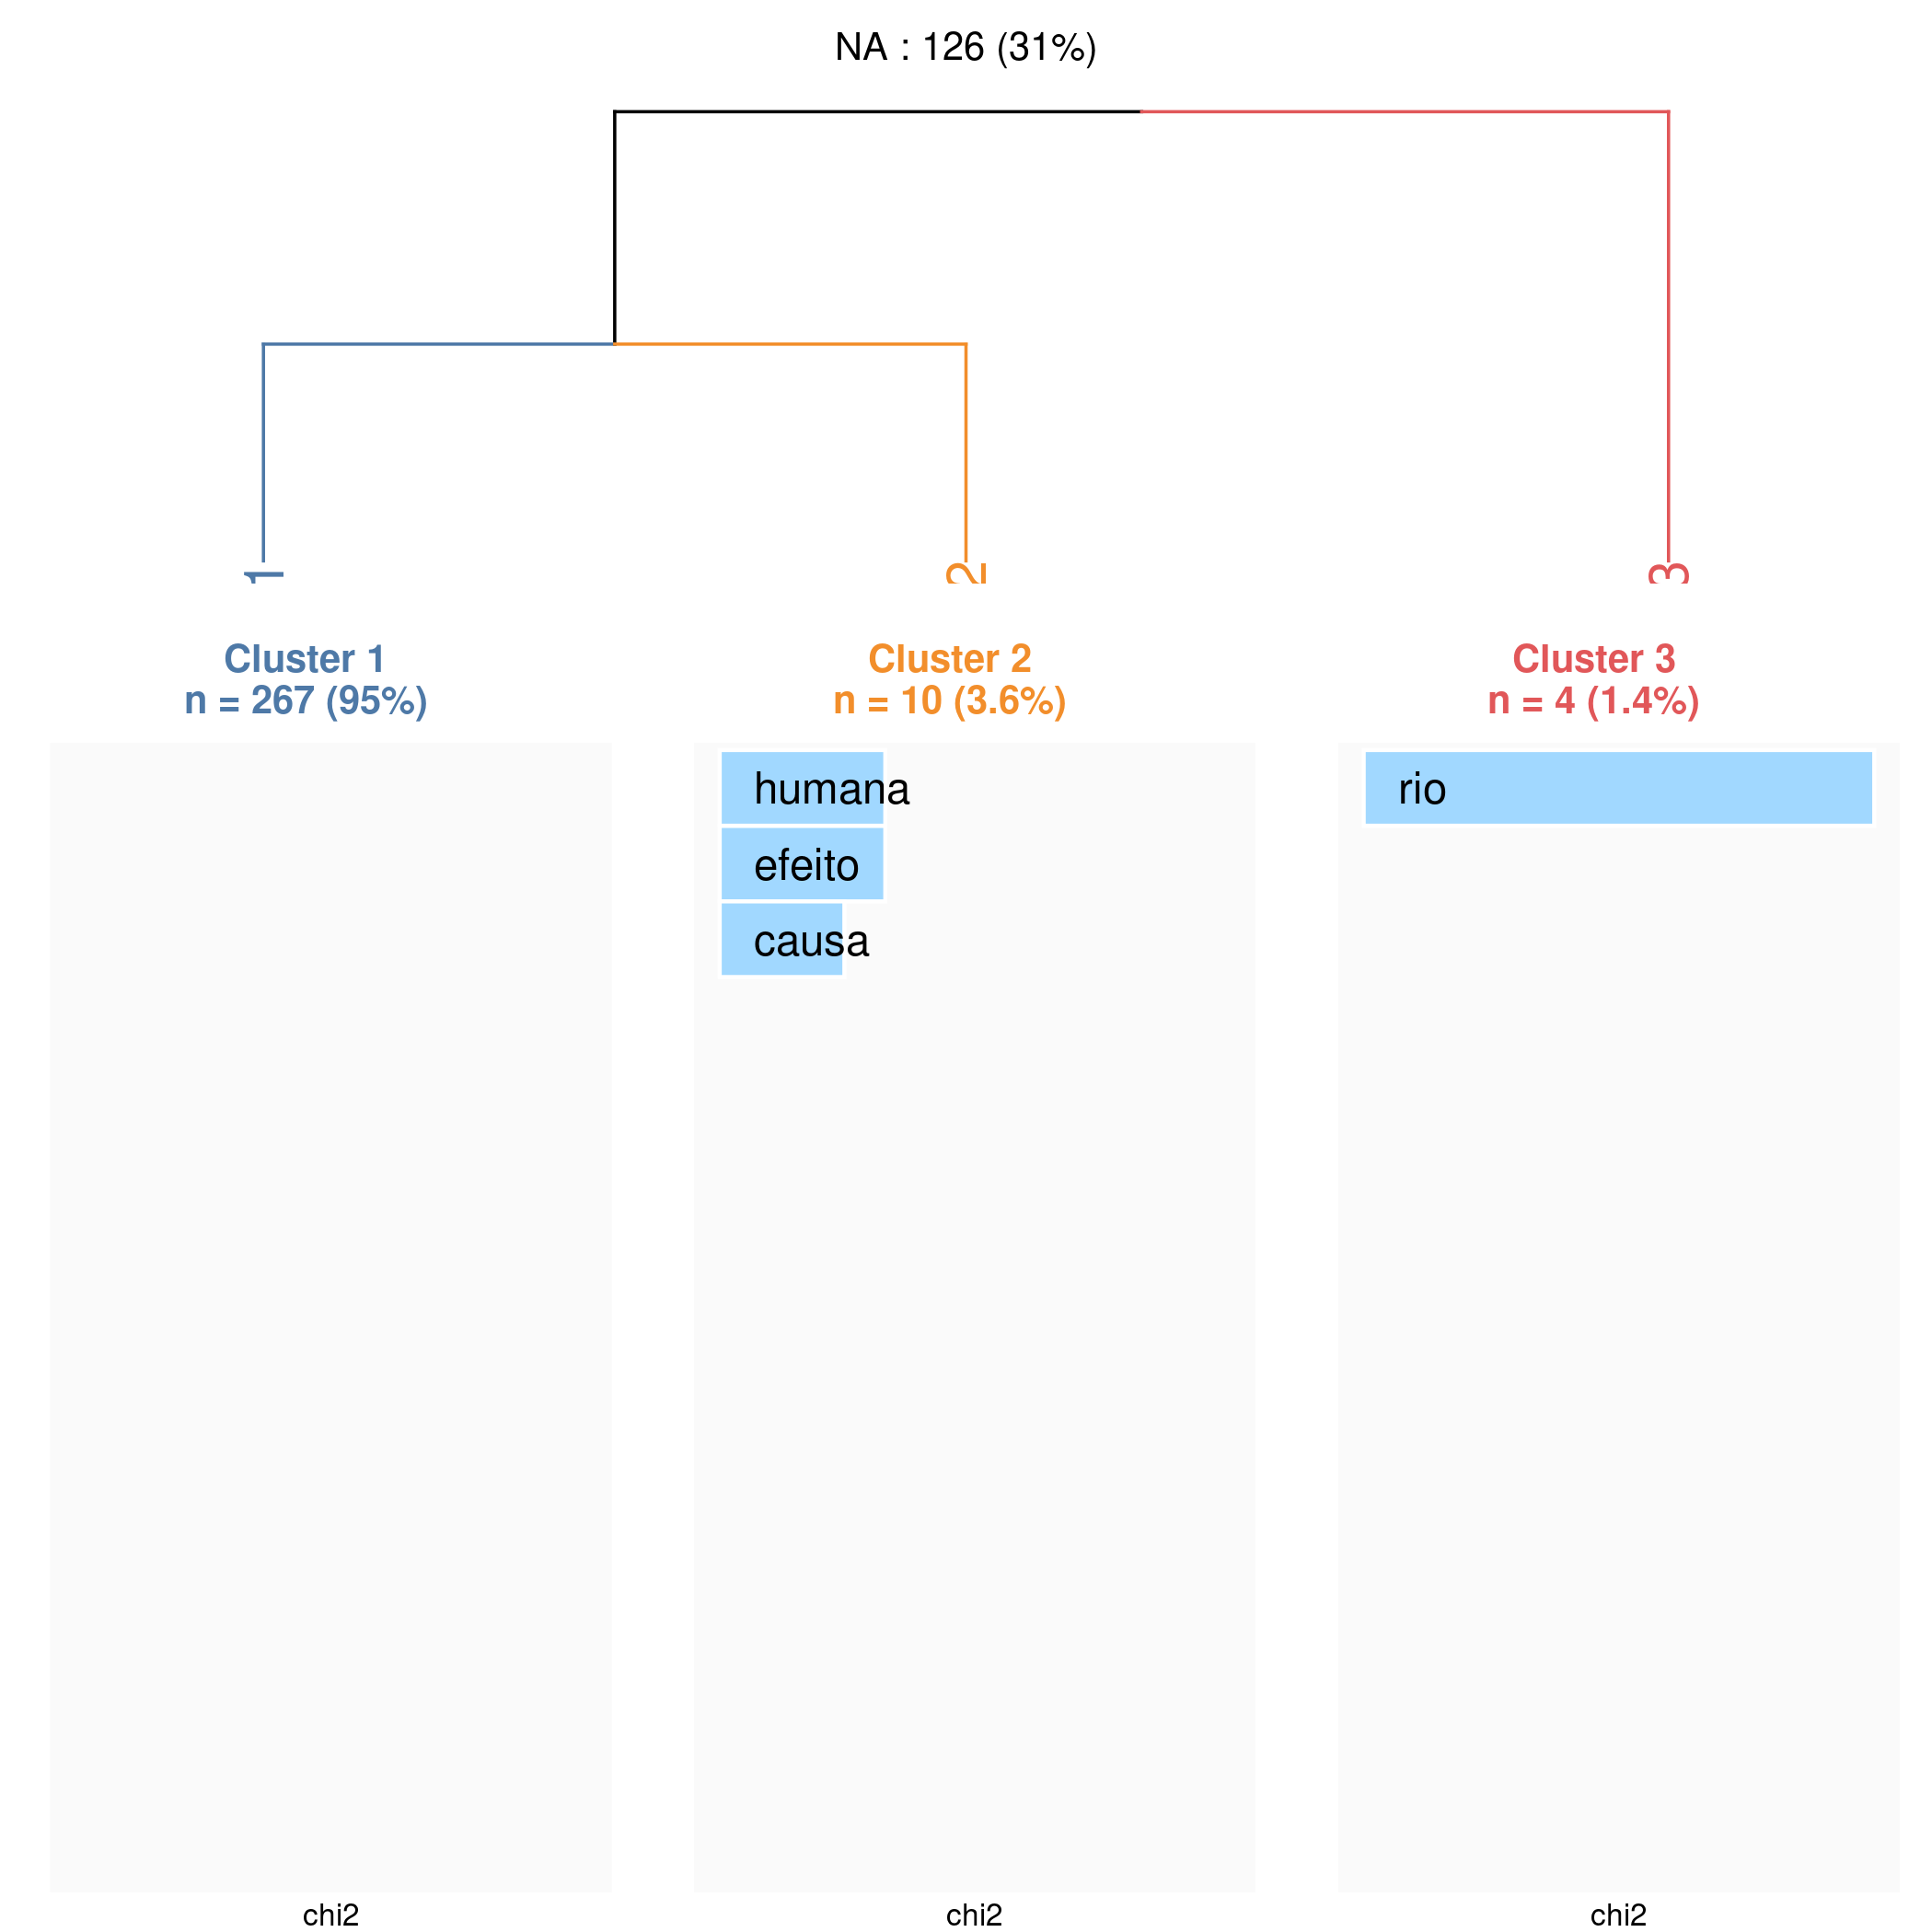 NA : 126 (31%)
1
2
3
Cluster 1
n = 267 (95%)
Cluster 2
n = 10 (3.6%)
Cluster 3
n = 4 (1.4%)
humana
efeito
causa
rio
chi2
chi2
chi2